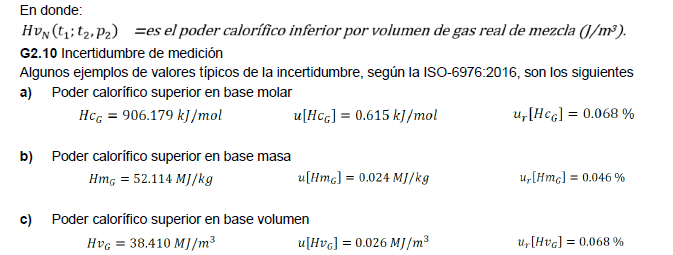 En donde:
Hv_N(t₁; t₂, p₂) =es el poder calorífico inferior por volumen de gas real de mezcla (J/m³).
G2.10 Incertidumbre de medición
Algunos ejemplos de valores típicos de la incertidumbre, según la ISO-6976:2016, son los siguientes
a) Poder calorífico superior en base molar
Hc_G = 906.179 kJ/mol u[Hc_G] = 0.615 kJ/mol u_r[Hc_G] = 0.068 %
b) Poder calorífico superior en base masa
Hm_G = 52.114 MJ/kg u[Hm_G] = 0.024 MJ/kg u_r[Hm_G] = 0.046 %
c) Poder calorífico superior en base volumen
Hv_G = 38.410 MJ/m³ u[Hv_G] = 0.026 MJ/m³ u_r[Hv_G] = 0.068 %